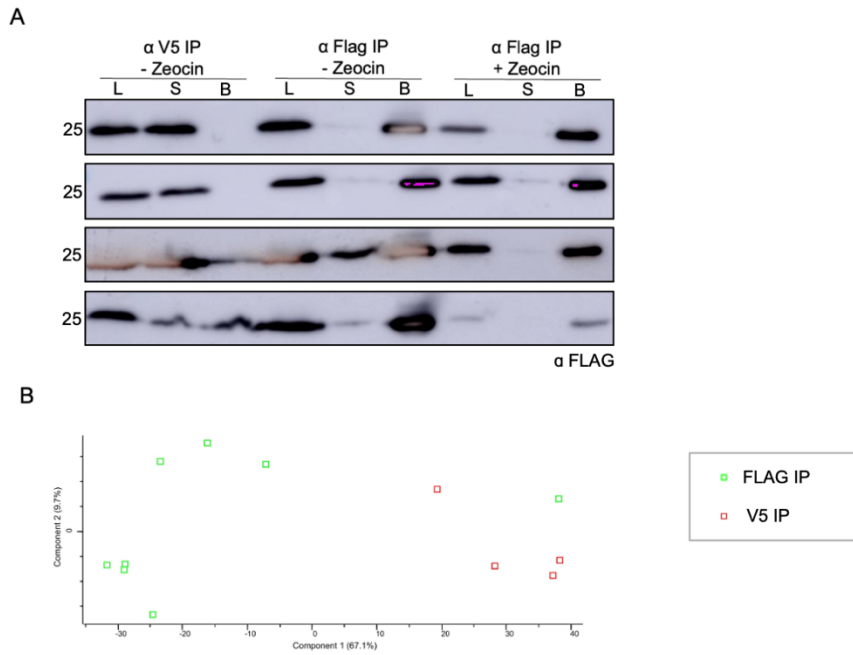 A
α V5 IP
- Zeocin
α Flag IP
- Zeocin
α Flag IP
+ Zeocin
L S B L S B L S B
25
25
25
25
α FLAG
B
Component 2 (9.7%)
0
-30 -20 -10 0 10 20 30 40
Component 1 (67.1%)
FLAG IP
V5 IP